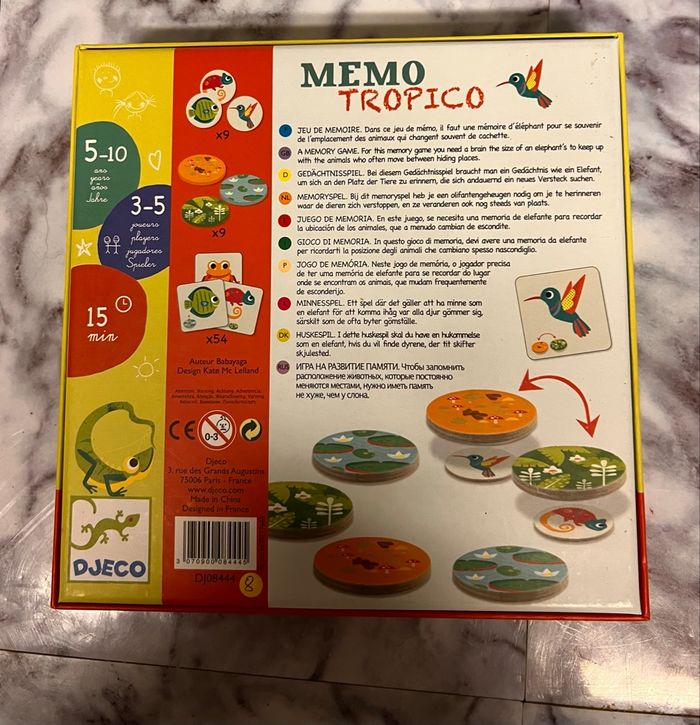 MEMO
TROPICO
5-10
ans
years
años
Jahre
3-5
joueurs
players
jugadores
Spieler
15
min
x9
x9
x54
F JEU DE MEMOIRE. Dans ce jeu de mémo, il faut une mémoire d'éléphant pour se souvenir
de l'emplacement des animaux qui changent souvent de cachette.
GB A MEMORY GAME. For this memory game you need a brain the size of an elephant's to keep up
with the animals who often move between hiding places.
D GEDÄCHTNISSPIEL. Bei diesem Gedächtnisspiel braucht man ein Gedächtnis wie ein Elefant,
um sich an den Platz der Tiere zu erinnern, die sich andauernd ein neues Versteck suchen.
NL MEMORYSPEL. Bij dit memoryspel heb je een olifantengeheugen nodig om je te herinneren
waar de dieren zich verstoppen, en ze veranderen ook nog steeds van plaats.
E JUEGO DE MEMORIA. En este juego, se necesita una memoria de elefante para recordar
la ubicación de los animales, que a menudo cambian de escondite.
I GIOCO DI MEMORIA. In questo gioco di memoria, devi avere una memoria da elefante
per ricordarti la posizione degli animali che cambiano spesso nascondiglio.
P JOGO DE MEMÓRIA. Neste jogo de memória, o jogador precisa
de ter uma memória de elefante para se recordar do lugar
onde se encontram os animais, que mudam frequentemente
de esconderijo.
S MINNESSPEL. Ett spel där det gäller att ha minne som
en elefant för att komma ihåg var alla djur gömmer sig,
särskilt som de ofta byter gömställe.
DK HUSKESPIL. I dette huskespil skal du have en hukommelse
som en elefant, hvis du vil finde dyrene, der tit skifter
skjulested.
RUS ИГРА НА РАЗВИТИЕ ПАМЯТИ. Чтобы запомнить
расположение животных, которые постоянно
меняются местами, нужно иметь память
не хуже, чем у слона.
Auteur Babayaga
Design Kate Mc Lelland
CE 0-3
Djeco
3, rue des Grands Augustins
75006 Paris - France
www.djeco.com
Made in China
Designed in France
3 070900 084445
DJ08444 8
DJECO